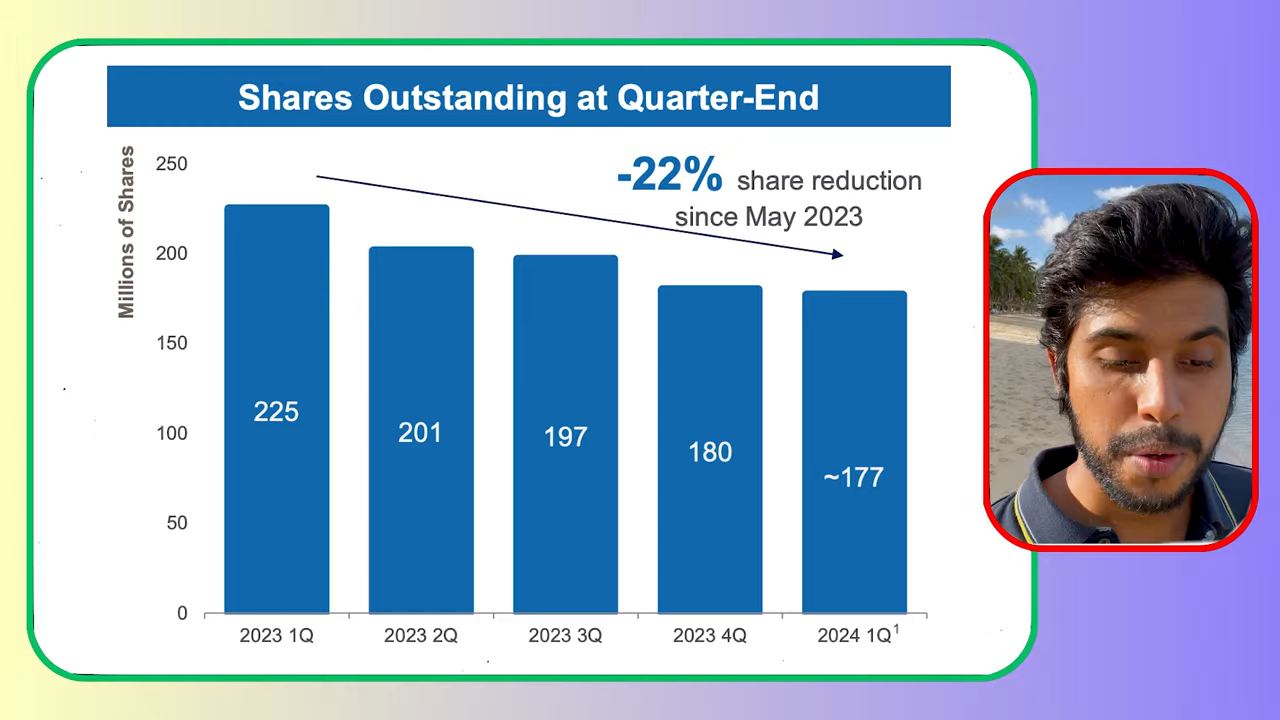 Shares Outstanding at Quarter-End
Millions of Shares
250
200
150
100
50
0
-22% share reduction
since May 2023
225
201
197
180
~177
2023 1Q
2023 2Q
2023 3Q
2023 4Q
2024 1Q¹